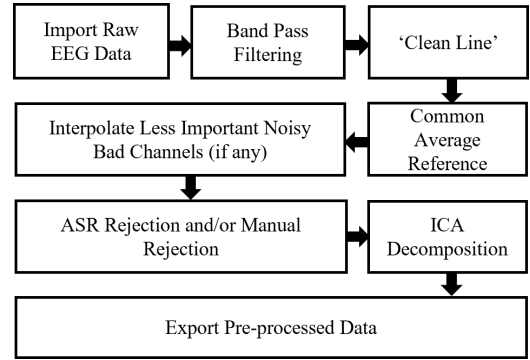 Import Raw
EEG Data
Band Pass
Filtering
‘Clean Line’
Common
Average
Reference
Interpolate Less Important Noisy
Bad Channels (if any)
ASR Rejection and/or Manual
Rejection
ICA
Decomposition
Export Pre-processed Data